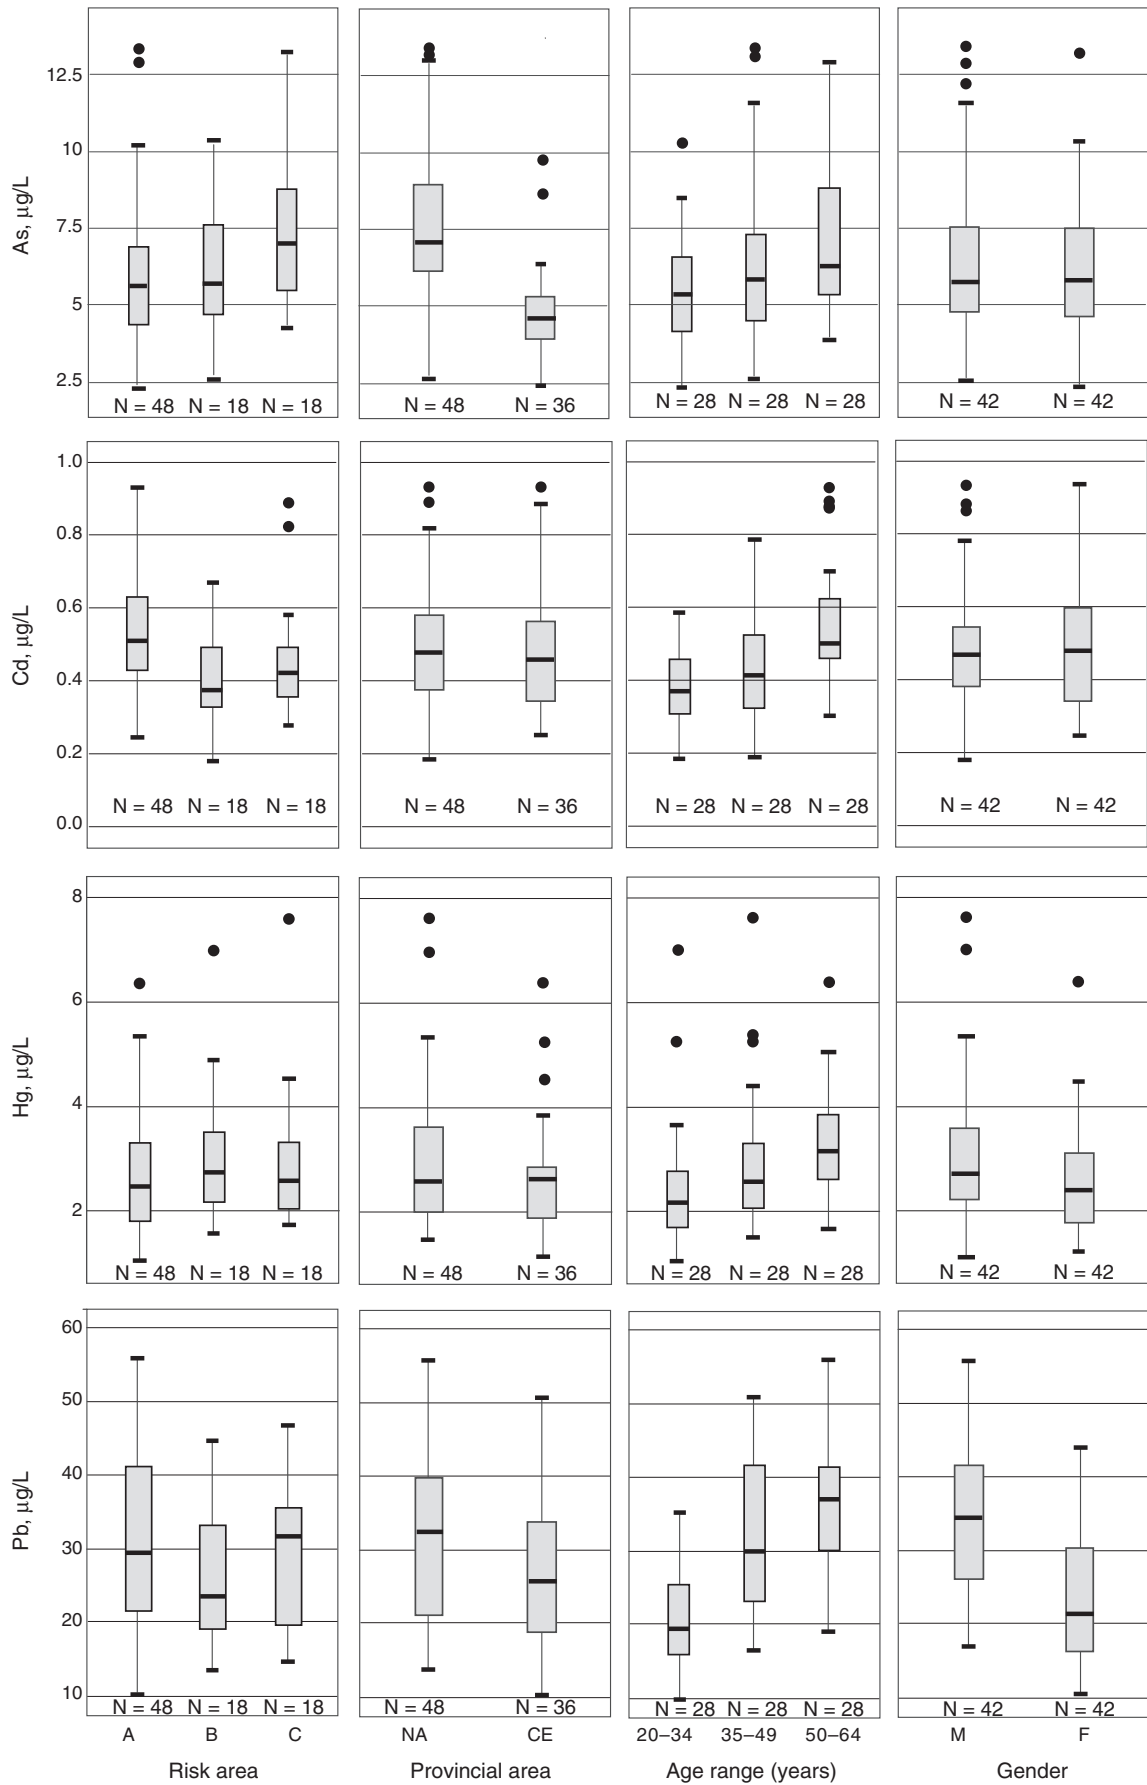 As, μg/L
12.5
10
7.5
5
2.5
N = 48 N = 18 N = 18
N = 48 N = 36
N = 28 N = 28 N = 28
N = 42 N = 42
Cd, μg/L
1.0
0.8
0.6
0.4
0.2
0.0
N = 48 N = 18 N = 18
N = 48 N = 36
N = 28 N = 28 N = 28
N = 42 N = 42
Hg, μg/L
8
6
4
2
N = 48 N = 18 N = 18
N = 48 N = 36
N = 28 N = 28 N = 28
N = 42 N = 42
Pb, μg/L
60
50
40
30
20
10
N = 48 N = 18 N = 18
N = 48 N = 36
N = 28 N = 28 N = 28
N = 42 N = 42
A B C
NA CE
20–34 35–49 50–64
M F
Risk area
Provincial area
Age range (years)
Gender